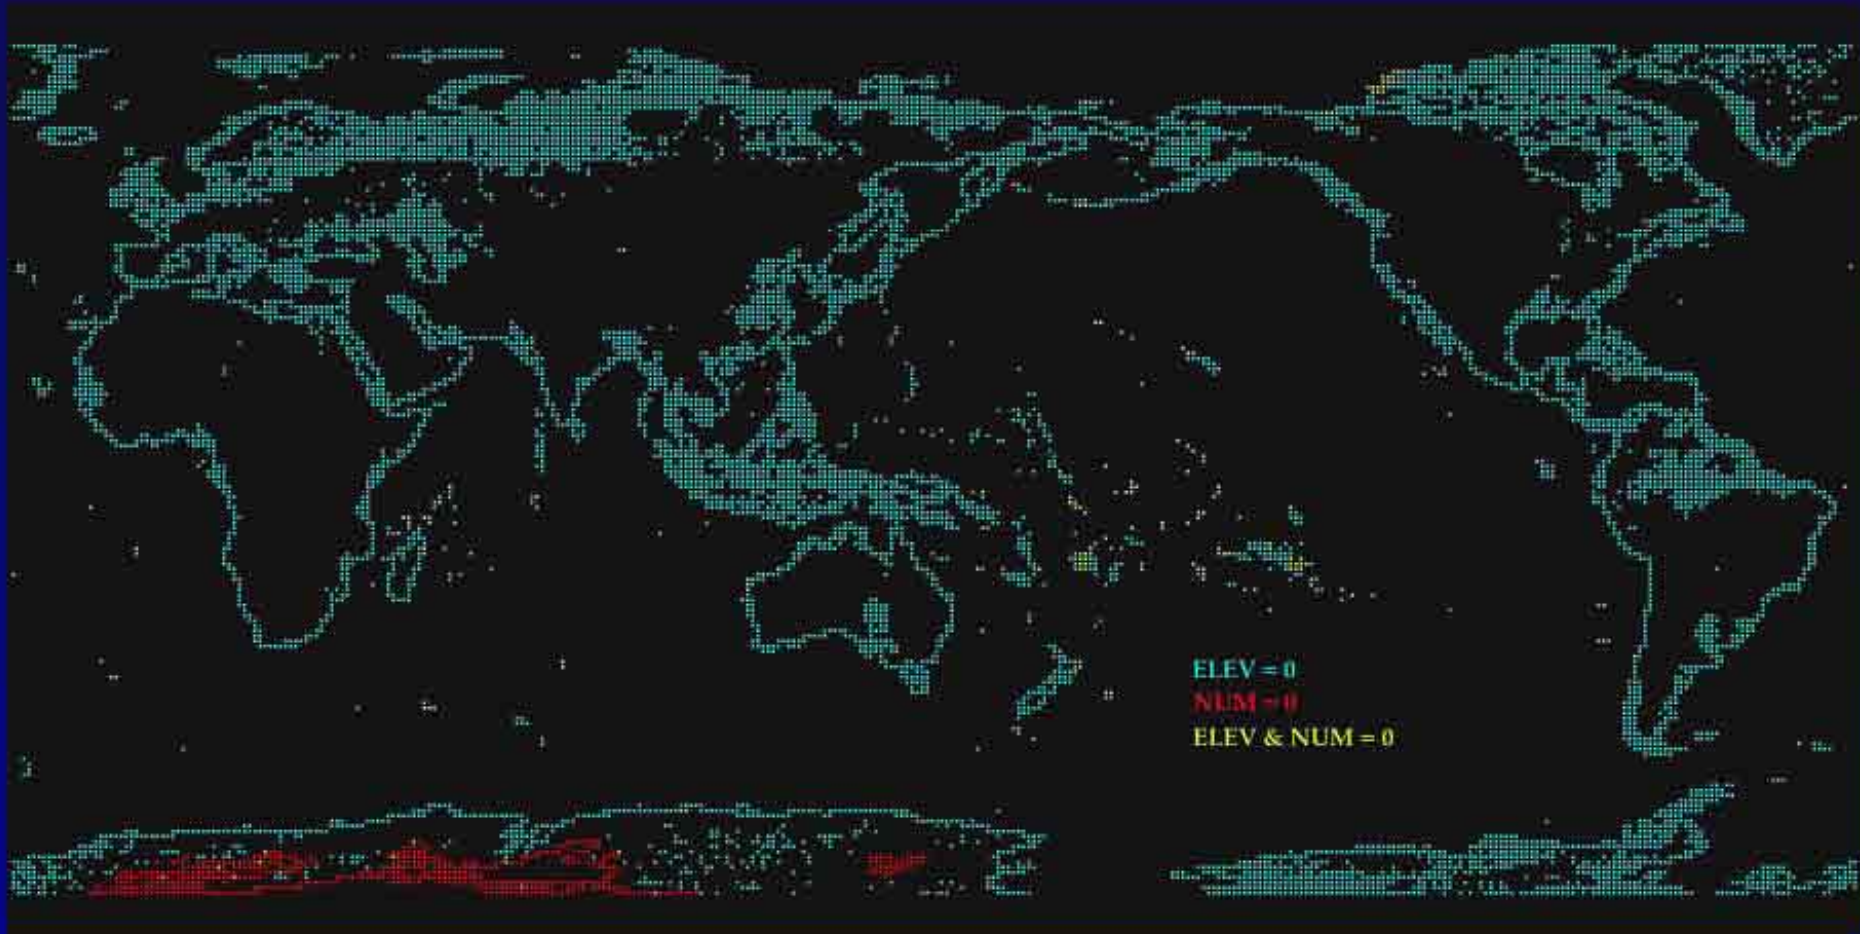 ELEV = 0
NUM = 0
ELEV & NUM = 0